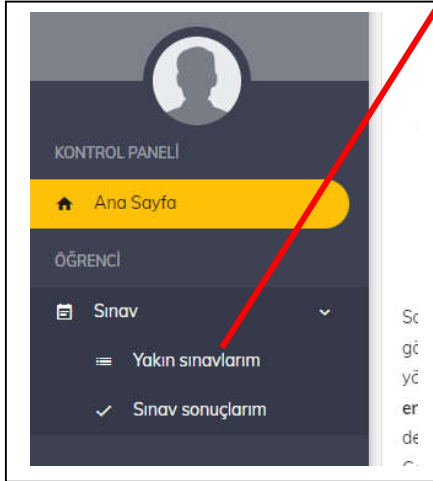 KONTROL PANELİ
Ana Sayfa
ÖĞRENCİ
Sınav
Yakın sınavlarım
Sınav sonuçlarım